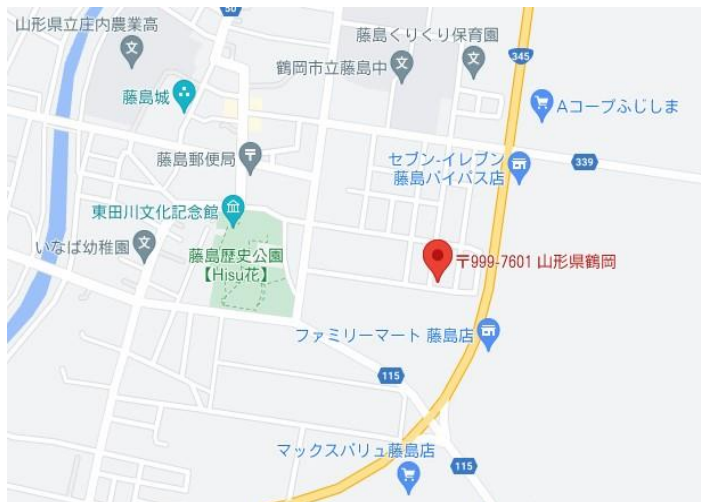 50
山形県立庄内農業高
文
藤島くりくり保育園
文
鶴岡市立藤島中
文
345
藤島城
Aコープふじしま
藤島郵便局
〒
セブン-イレブン
藤島バイパス店
339
東田川文化記念館
いなば幼稚園
文
藤島歴史公園
【Hisu花】
〒999-7601 山形県鶴岡
ファミリーマート 藤島店
115
マックスバリュ藤島店
115